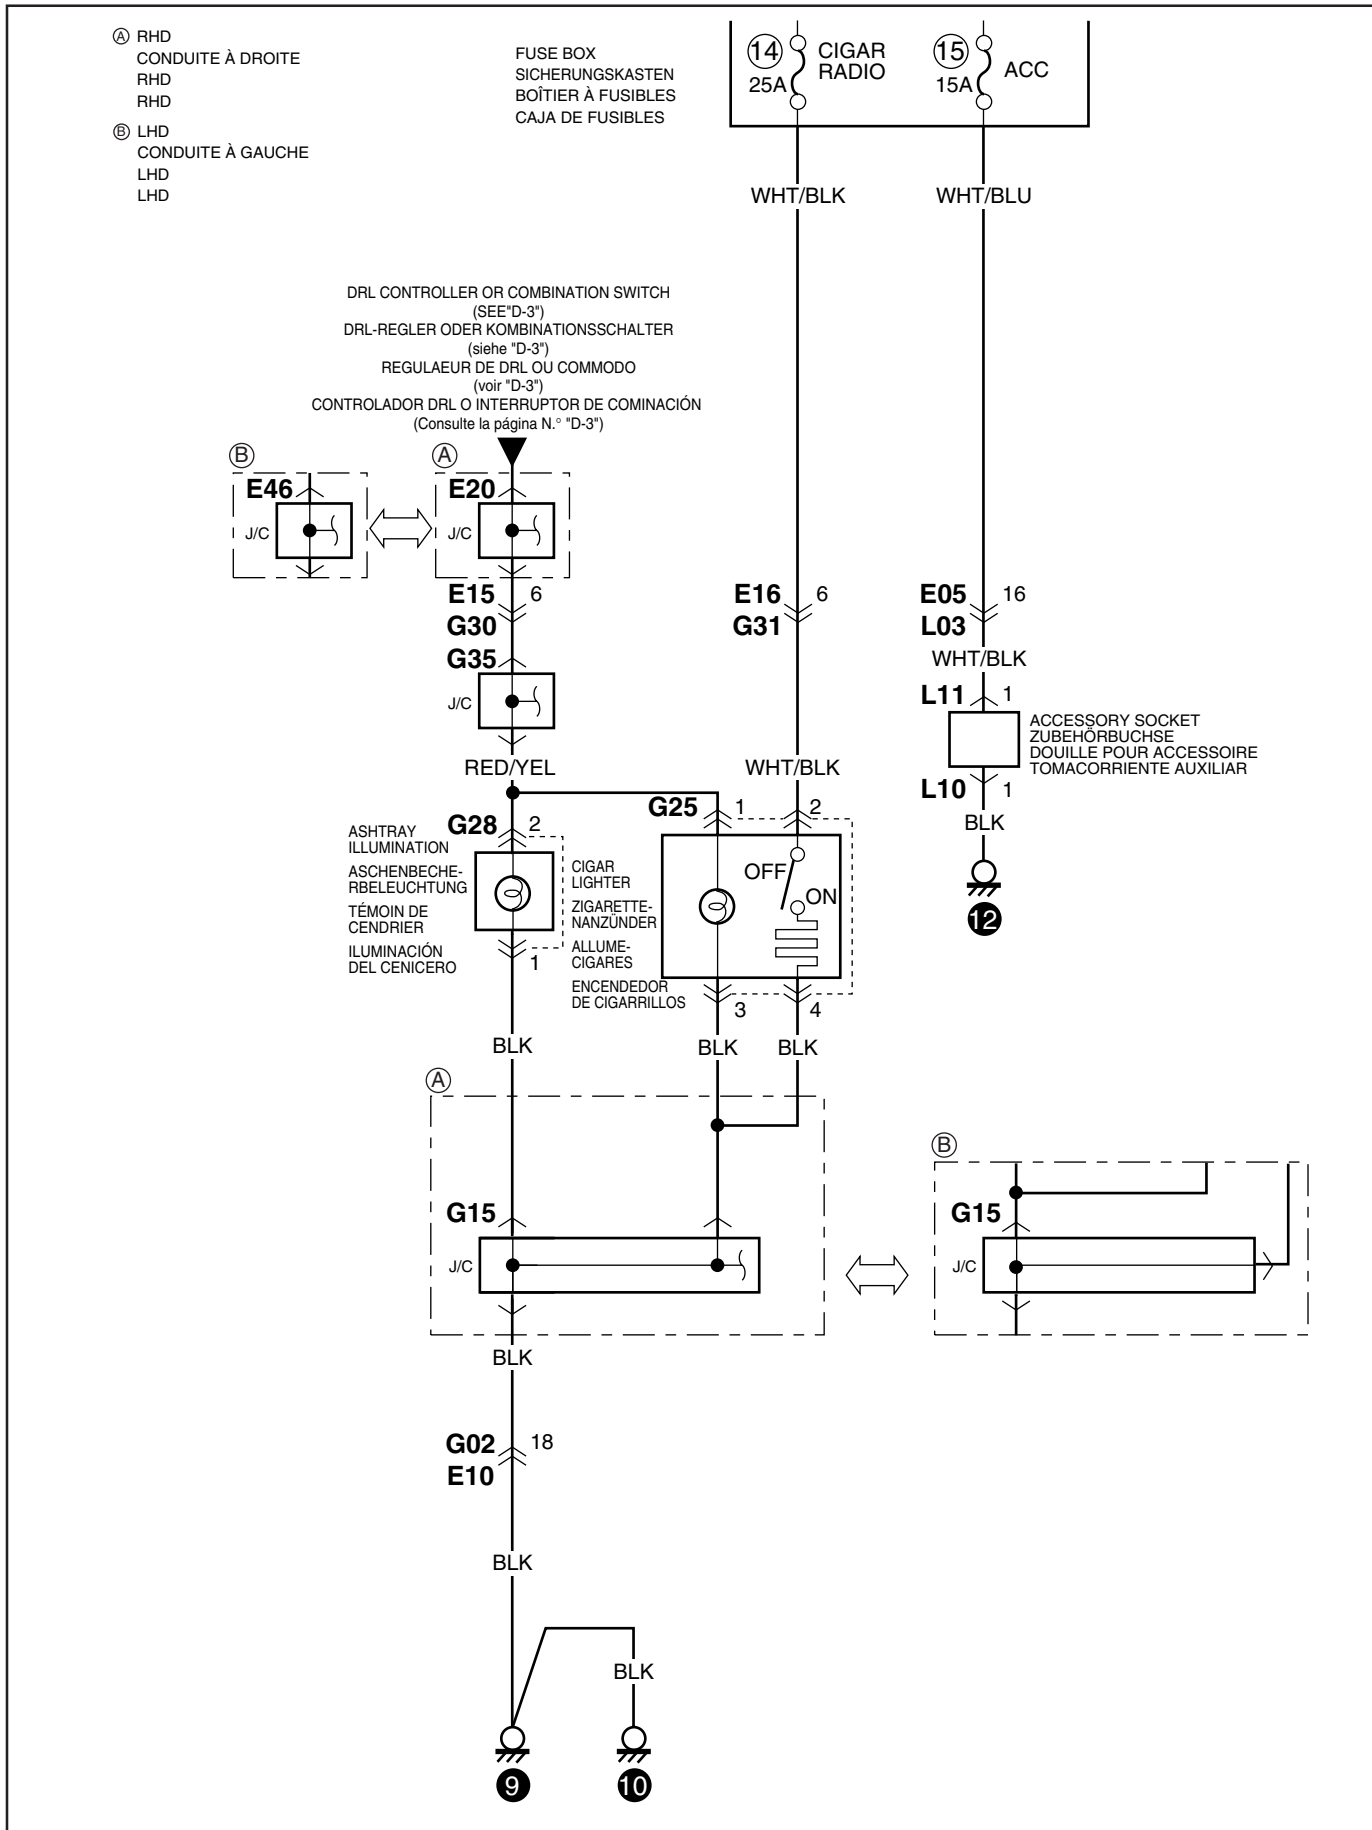 Ⓐ RHD
CONDUITE À DROITE
RHD
RHD
Ⓑ LHD
CONDUITE À GAUCHE
LHD
LHD
FUSE BOX
SICHERUNGSKASTEN
BOÎTIER À FUSIBLES
CAJA DE FUSIBLES
14
25A
CIGAR
RADIO
15
15A
ACC
WHT/BLK
WHT/BLU
DRL CONTROLLER OR COMBINATION SWITCH
(SEE"D-3")
DRL-REGLER ODER KOMBINATIONSSCHALTER
(siehe "D-3")
REGULAEUR DE DRL OU COMMODO
(voir "D-3")
CONTROLADOR DRL O INTERRUPTOR DE COMINACIÓN
(Consulte la página N.° "D-3")
Ⓑ
E46
J/C
Ⓐ
E20
J/C
E15 6
G30
G35
J/C
RED/YEL
E16 6
G31
WHT/BLK
E05 16
L03
WHT/BLK
L11 1
ACCESSORY SOCKET
ZUBEHÖRBUCHSE
DOUILLE POUR ACCESSOIRE
TOMACORRIENTE AUXILIAR
L10 1
BLK
12
G28 2
ASHTRAY
ILLUMINATION
ASCHENBECHE-
RBELEUCHTUNG
TÉMOIN DE
CENDRIER
ILUMINACIÓN
DEL CENICERO
1
G25 1 2
CIGAR
LIGHTER
ZIGARETTE-
NANZÜNDER
ALLUME-
CIGARES
ENCENDEDOR
DE CIGARRILLOS
OFF
ON
3 4
BLK
BLK
BLK
Ⓐ
G15
J/C
Ⓑ
G15
J/C
BLK
G02 18
E10
BLK
BLK
9
10